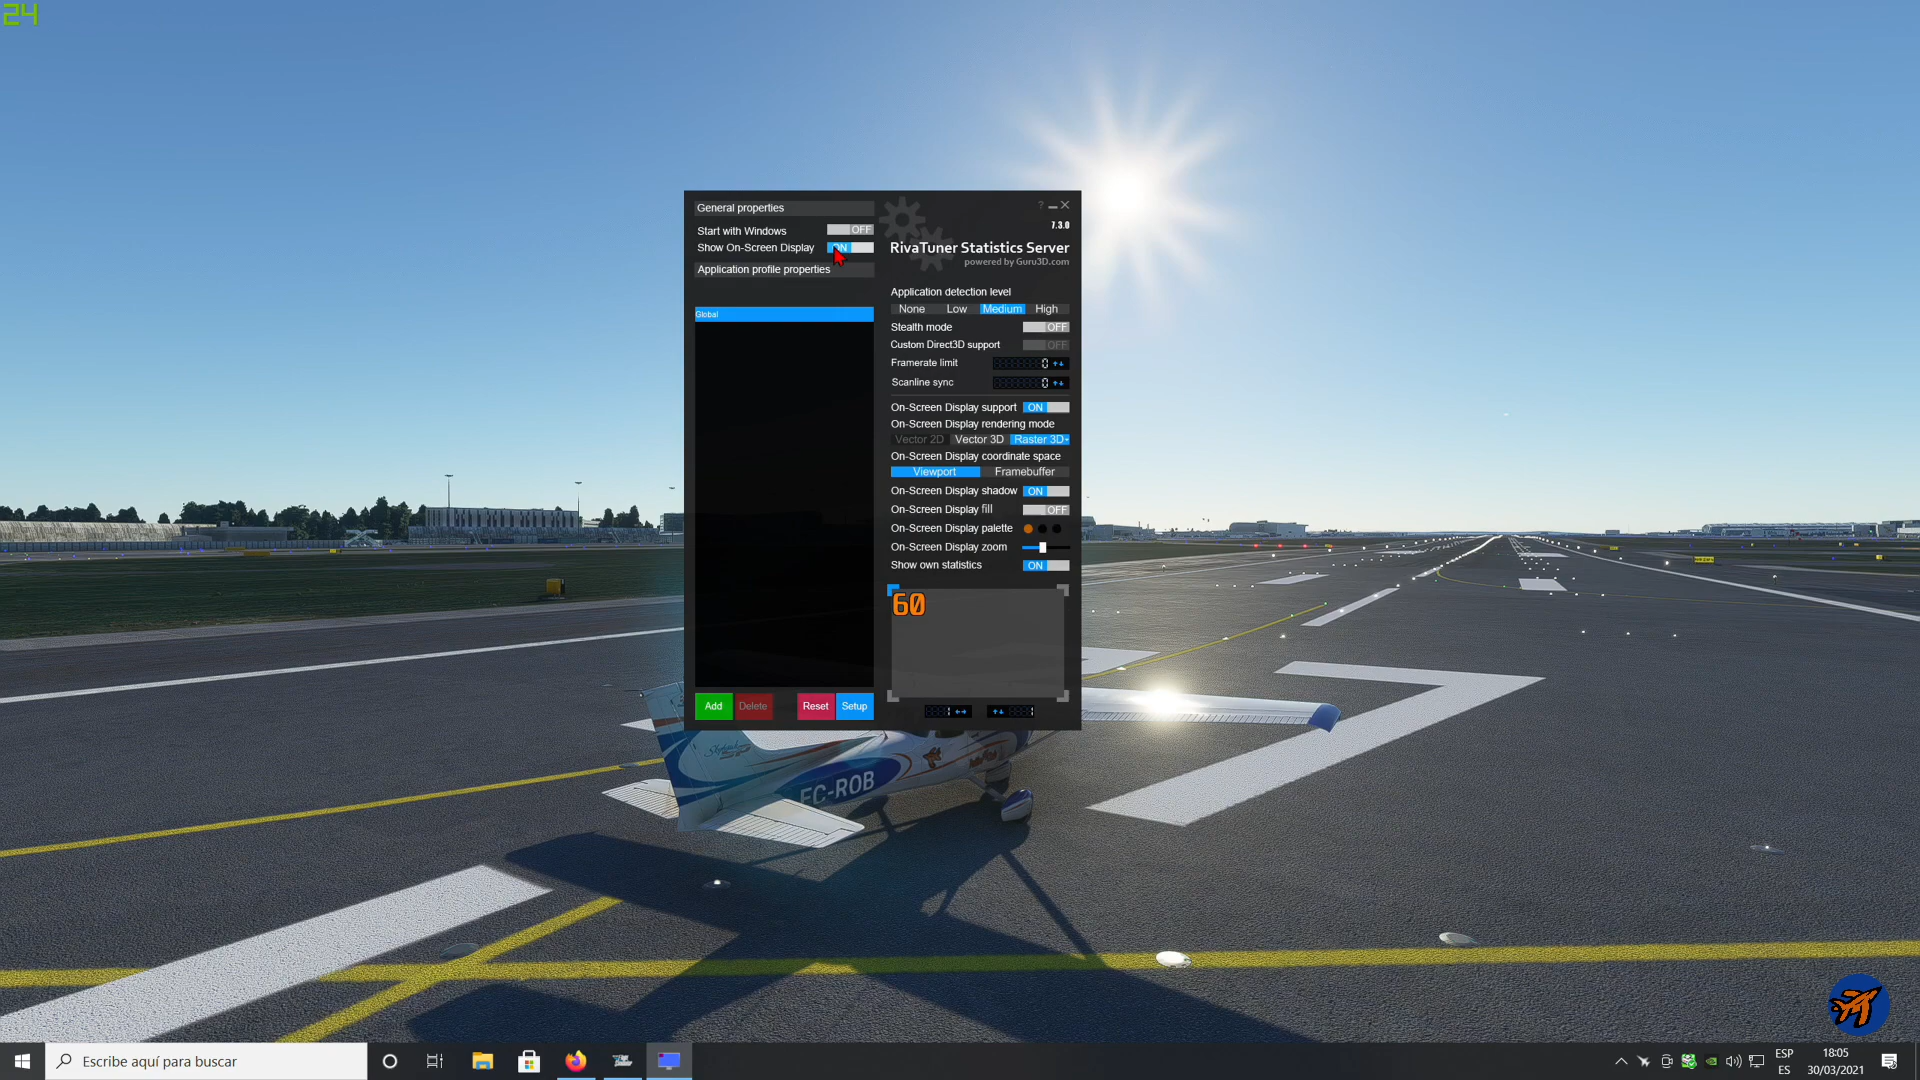 24
General properties
Start with Windows OFF
Show On-Screen Display ON
Application profile properties
Global
Add
Delete
Reset
Setup
? 
7.3.0
RivaTuner Statistics Server
powered by Guru3D.com
Application detection level
None Low Medium High
Stealth mode OFF
Custom Direct3D support OFF
Framerate limit 0
Scanline sync 0
On-Screen Display support ON
On-Screen Display rendering mode
Vector 2D Vector 3D Raster 3D
On-Screen Display coordinate space
Viewport Framebuffer
On-Screen Display shadow ON
On-Screen Display fill OFF
On-Screen Display palette
On-Screen Display zoom
Show own statistics ON
60
1 1
EC-ROB
Escribe aquí para buscar
ESP
ES
18:05
30/03/2021